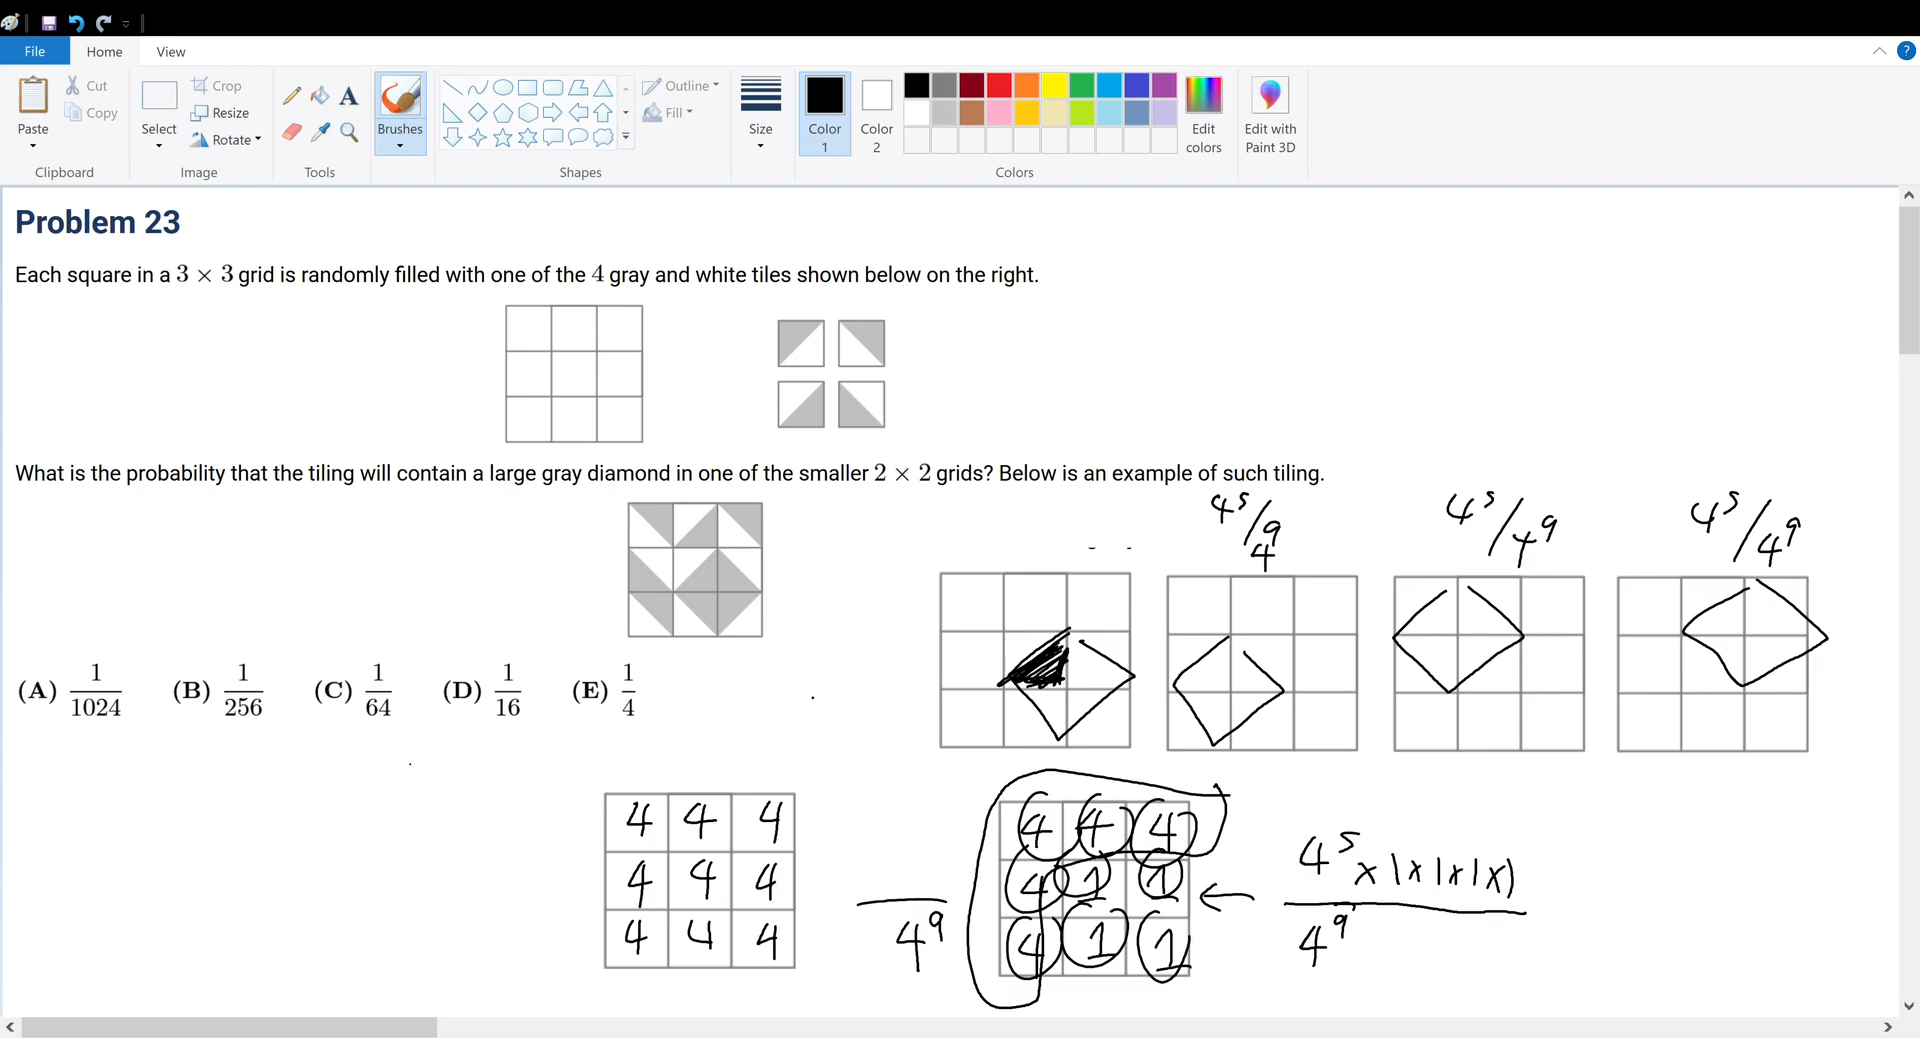 File Home View
Paste
Cut
Copy
Clipboard
Select
Crop
Resize
Rotate
Image
A
Tools
Brushes
Shapes
Outline
Fill
Size
Color 1
Color 2
Colors
Edit colors
Edit with Paint 3D
?
Problem 23
Each square in a 3 × 3 grid is randomly filled with one of the 4 gray and white tiles shown below on the right.
What is the probability that the tiling will contain a large gray diamond in one of the smaller 2 × 2 grids? Below is an example of such tiling.
4^5/4^9 4^5/4^9 4^5/4^9
(A) 1/1024 (B) 1/256 (C) 1/64 (D) 1/16 (E) 1/4
4 4 4
4 4 4
4 4 4
4^9
4 4 4
4 1 1
4 1 1
4^5 x 1 x 1 x 1 x 1
4^9